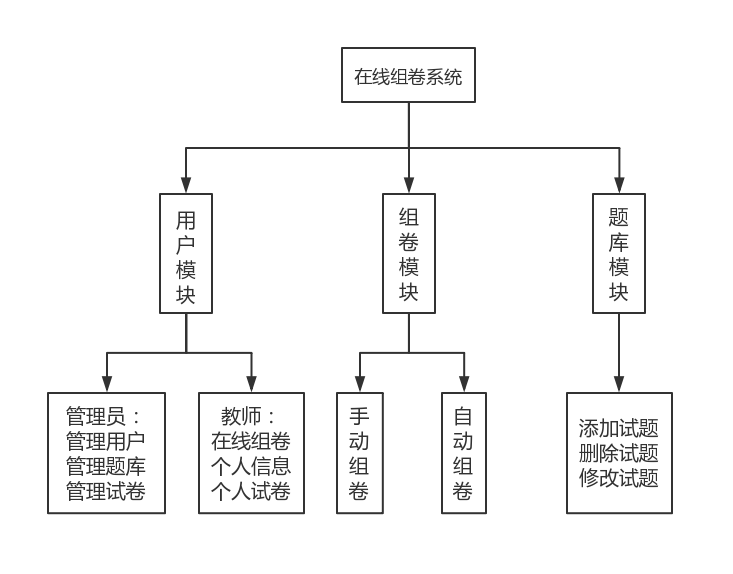 在线组卷系统
用户模块
组卷模块
题库模块
管理员：
管理用户
管理题库
管理试卷
教师：
在线组卷
个人信息
个人试卷
手动组卷
自动组卷
添加试题
删除试题
修改试题